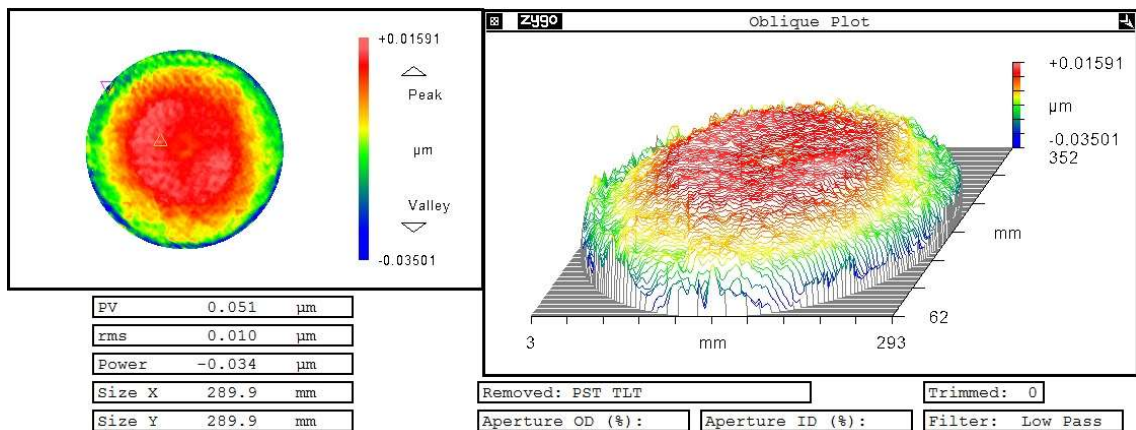 +0.01591
Peak
µm
Valley
-0.03501
PV 0.051 µm
rms 0.010 µm
Power -0.034 µm
Size X 289.9 mm
Size Y 289.9 mm
zygo Oblique Plot
+0.01591
µm
-0.03501
352
mm
62
3 mm 293
Removed: PST TLT
Trimmed: 0
Aperture OD (%):
Aperture ID (%):
Filter: Low Pass